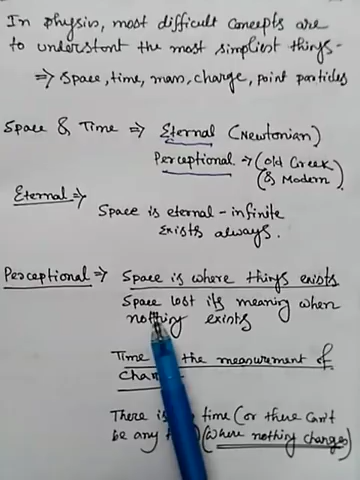 In physics, most difficult concepts are
to understant the most simpliest things -
⇒ space, time, mass, charge, point particles
Space & Time ⇒ Eternal (Newtonian)
Perceptional ⇒ (Old Greek
& Modern)
Eternal ⇒
Space is eternal - infinite
exists always.
Perceptional ⇒ Space is where things exists
Space lost its meaning when
nothing exists
Time the measurement of
There is time (or there can't
be any (where nothing changes)